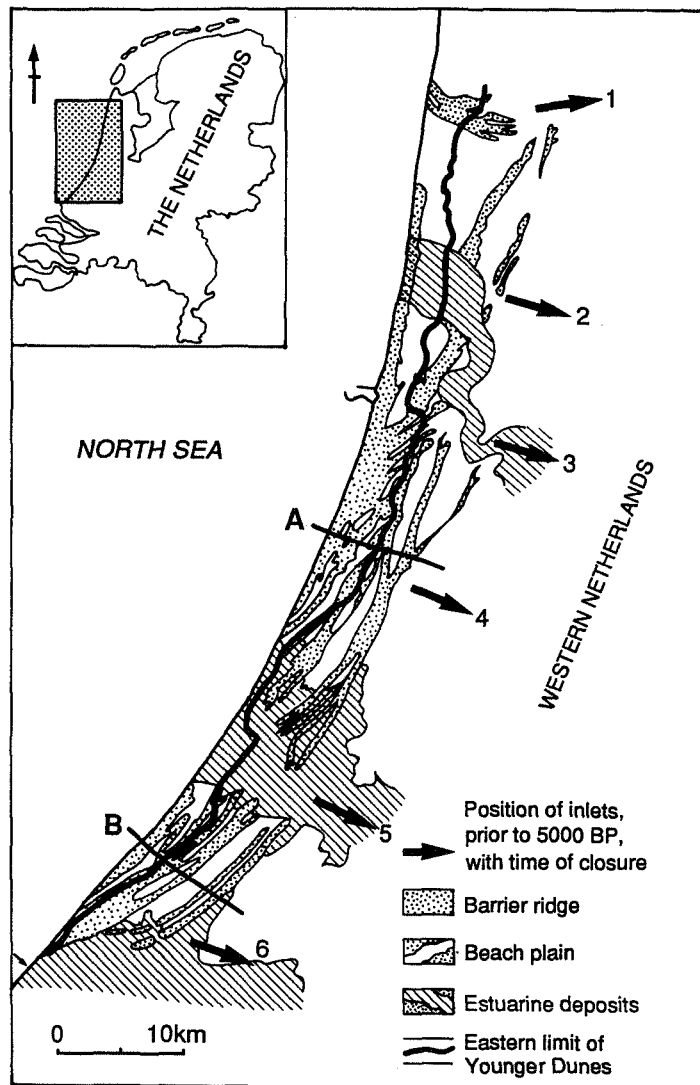 THE NETHERLANDS
1
2
3
NORTH SEA
A
4
WESTERN NETHERLANDS
B
5
6
Position of inlets,
prior to 5000 BP,
with time of closure
Barrier ridge
Beach plain
Estuarine deposits
Eastern limit of
Younger Dunes
0 10km